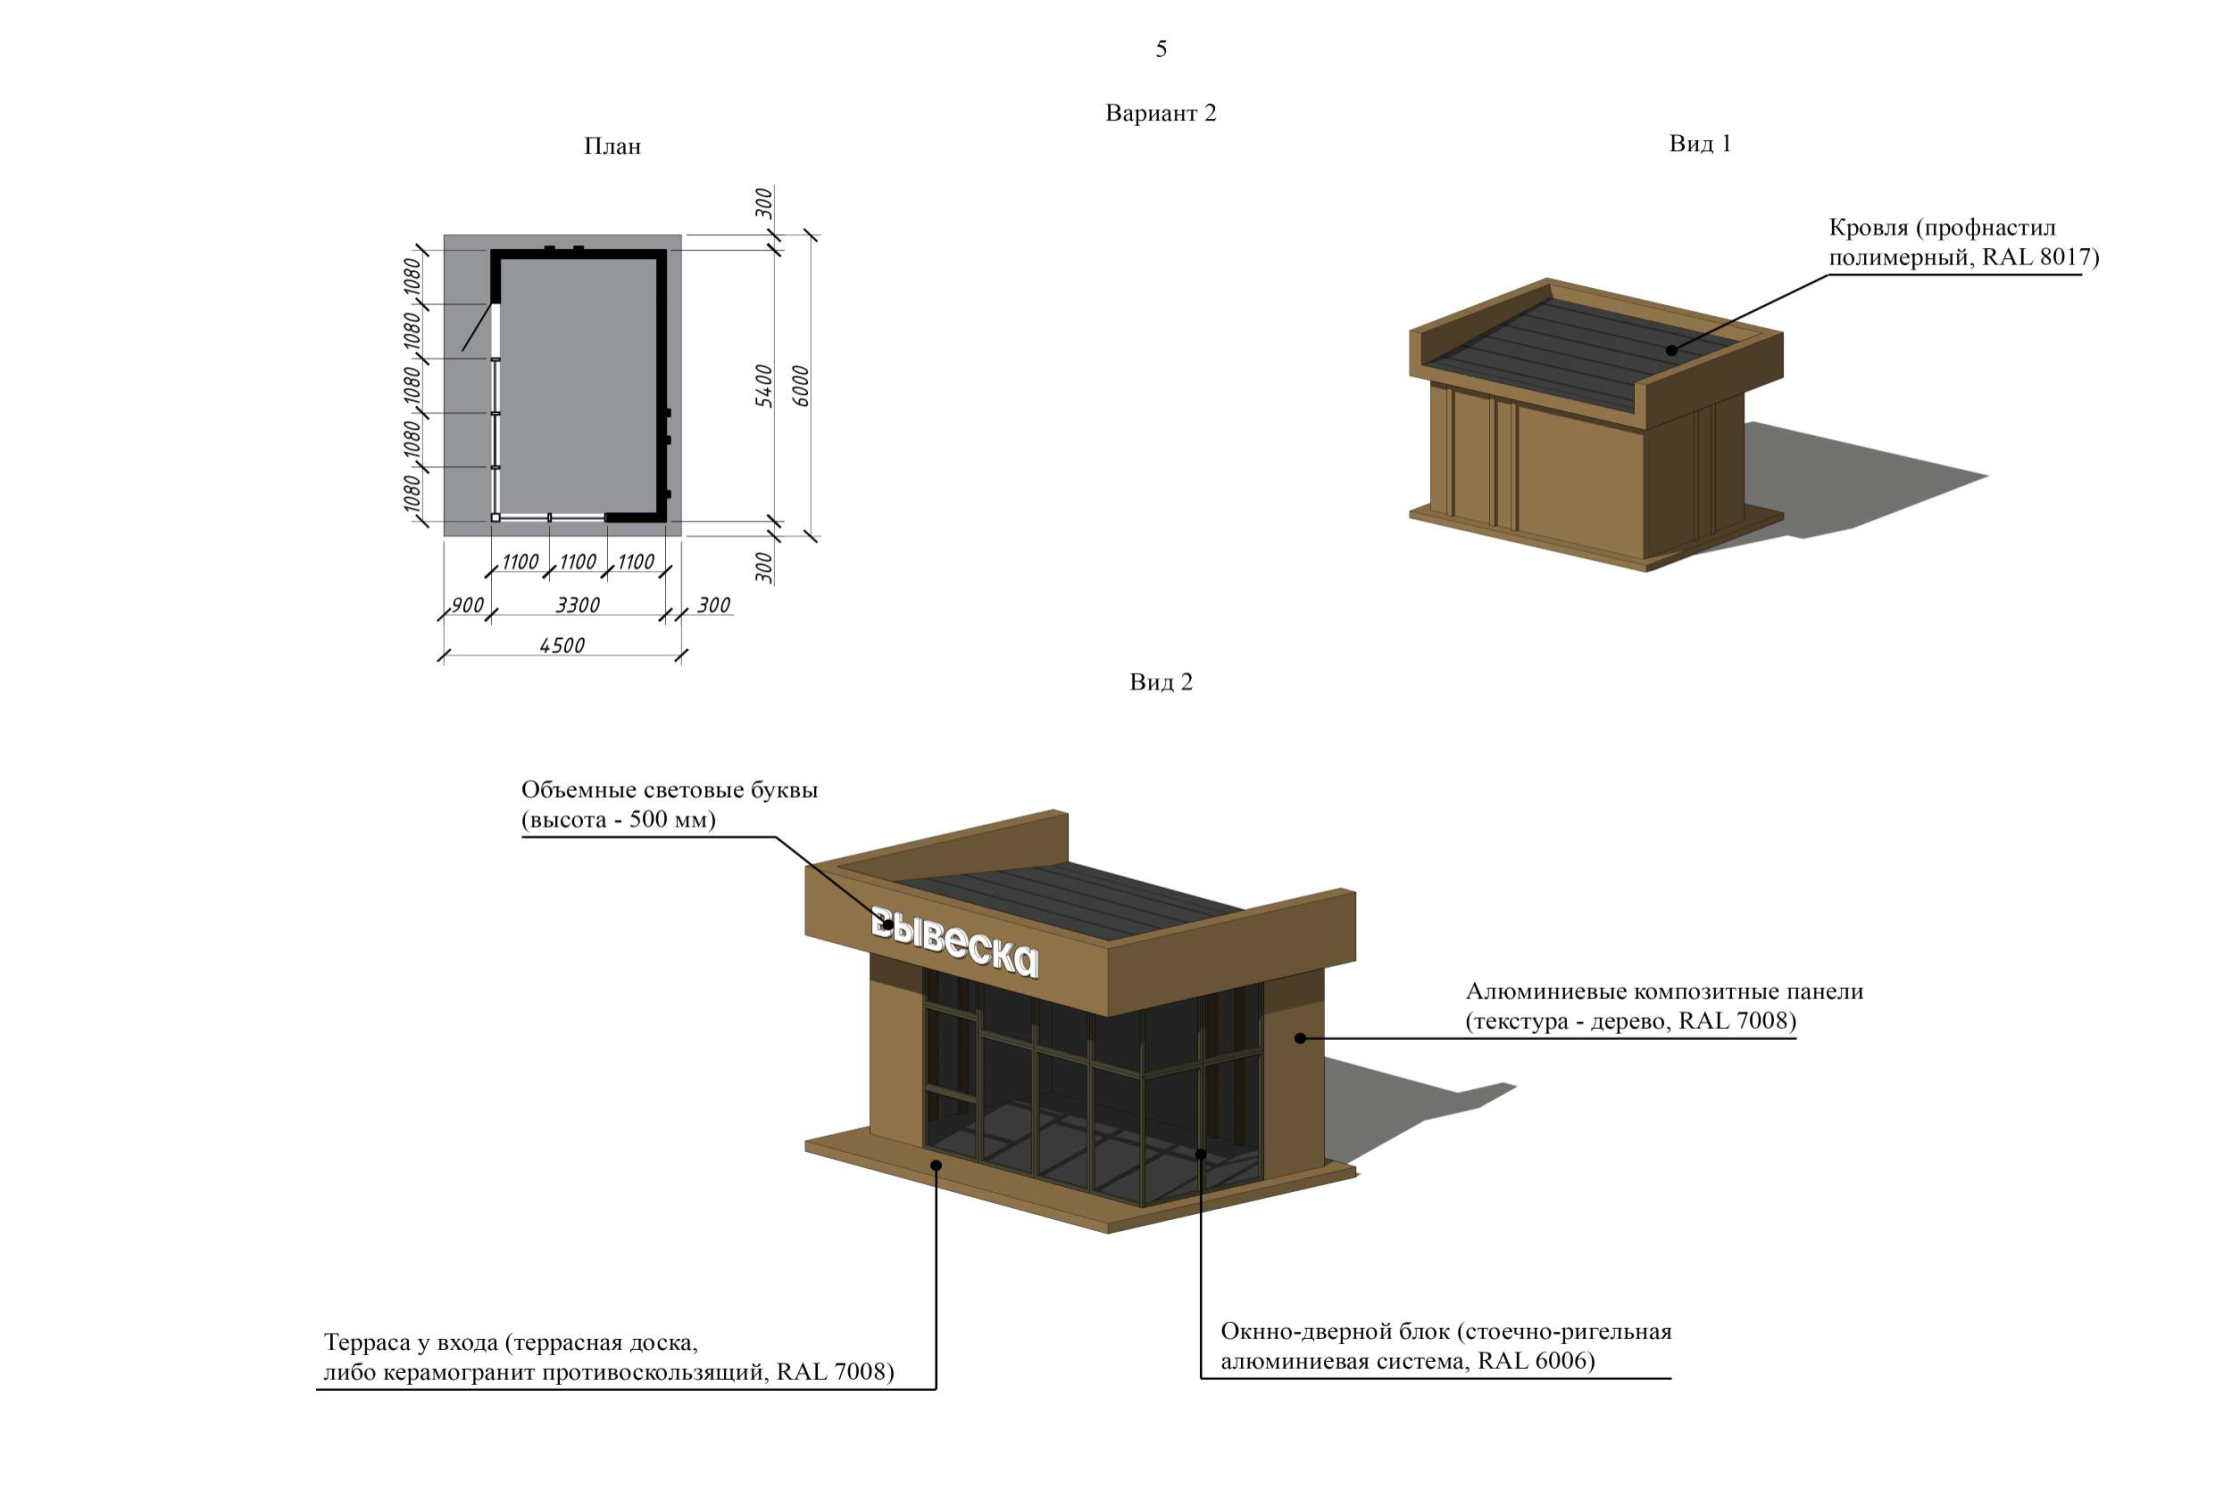 5
Вариант 2
План
Вид 1
300
Кровля (профнастил
полимерный, RAL 8017)
1080
1080
1080
1080
1080
5400
6000
300
1100 1100 1100
900 3300 300
4500
Вид 2
Объемные световые буквы
(высота - 500 мм)
вывеска
Алюминиевые композитные панели
(текстура - дерево, RAL 7008)
Терраса у входа (террасная доска,
либо керамогранит противоскользящий, RAL 7008)
Окнно-дверной блок (стоечно-ригельная
алюминиевая система, RAL 6006)